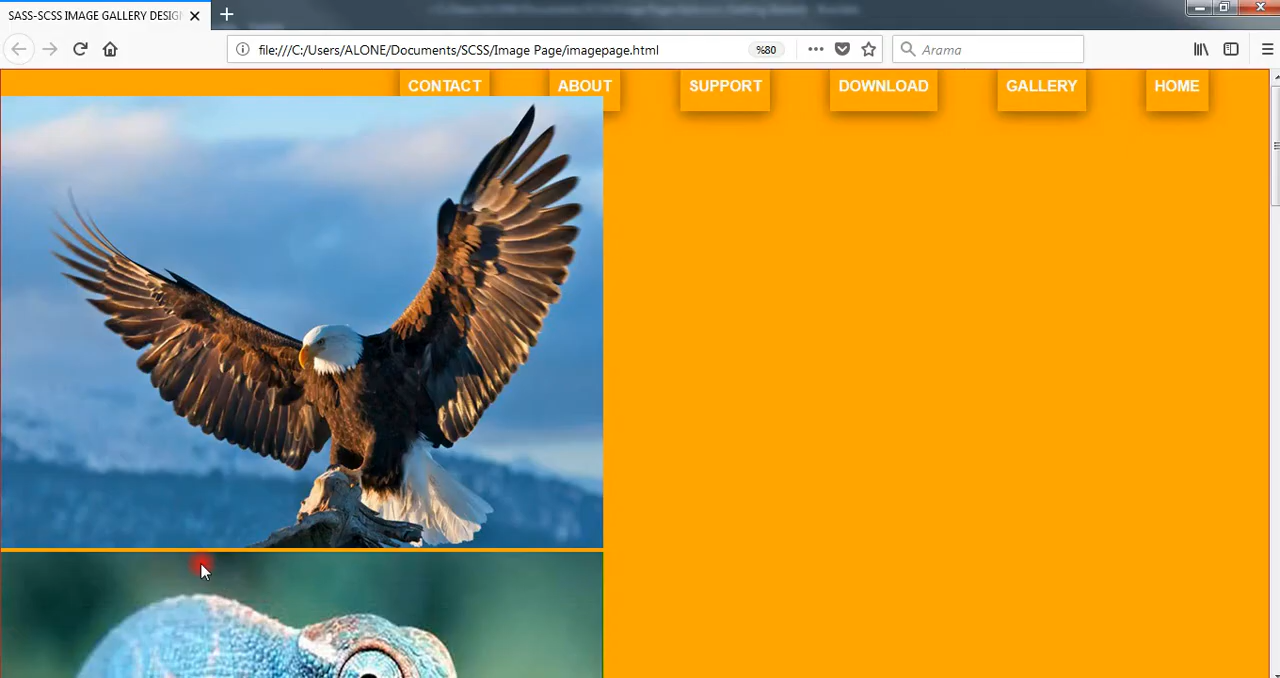 SASS-SCSS IMAGE GALLERY DESIGN
file:///C:/Users/ALONE/Documents/SCSS/Image Page/imagepage.html
%80
Arama
CONTACT ABOUT SUPPORT DOWNLOAD GALLERY HOME